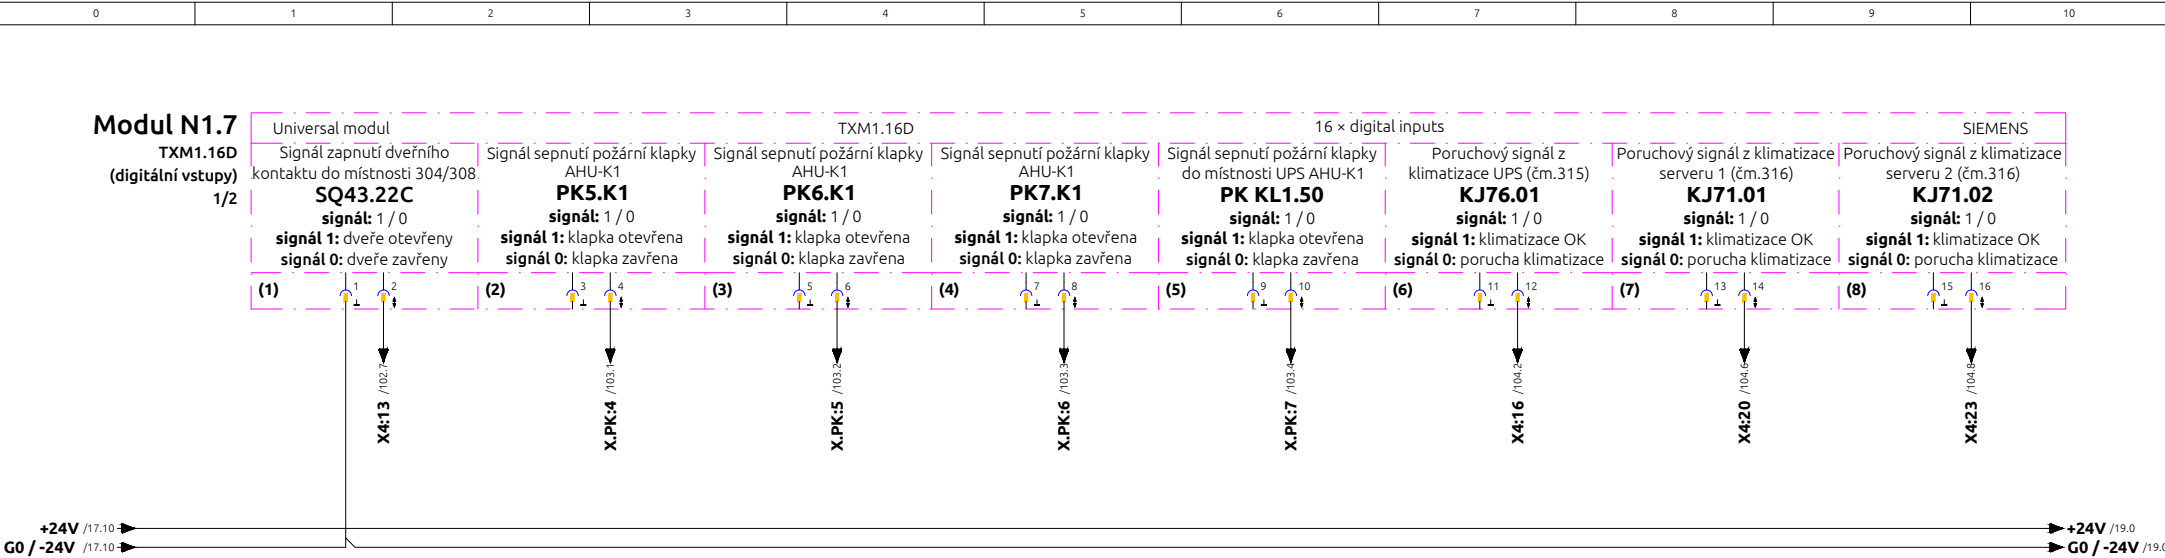 0 1 2 3 4 5 6 7 8 9 10
Modul N1.7
TXM1.16D
(digitální vstupy)
1/2
Universal modul TXM1.16D 16 × digital inputs SIEMENS
Signál zapnutí dveřního
kontaktu do místnosti 304/308
SQ43.22C
signál: 1 / 0
signál 1: dveře otevřeny
signál 0: dveře zavřeny
Signál sepnutí požární klapky
AHU-K1
PK5.K1
signál: 1 / 0
signál 1: klapka otevřena
signál 0: klapka zavřena
Signál sepnutí požární klapky
AHU-K1
PK6.K1
signál: 1 / 0
signál 1: klapka otevřena
signál 0: klapka zavřena
Signál sepnutí požární klapky
AHU-K1
PK7.K1
signál: 1 / 0
signál 1: klapka otevřena
signál 0: klapka zavřena
Signál sepnutí požární klapky
do místnosti UPS AHU-K1
PK KL1.50
signál: 1 / 0
signál 1: klapka otevřena
signál 0: klapka zavřena
Poruchový signál z
klimatizace UPS (čm.315)
KJ76.01
signál: 1 / 0
signál 1: klimatizace OK
signál 0: porucha klimatizace
Poruchový signál z klimatizace
serveru 1 (čm.316)
KJ71.01
signál: 1 / 0
signál 1: klimatizace OK
signál 0: porucha klimatizace
Poruchový signál z klimatizace
serveru 2 (čm.316)
KJ71.02
signál: 1 / 0
signál 1: klimatizace OK
signál 0: porucha klimatizace
(1) 1 2 (2) 3 4 (3) 5 6 (4) 7 8 (5) 9 10 (6) 11 12 (7) 13 14 (8) 15 16
X4:13 /102.7
X.PK:4 /103.1
X.PK:5 /103.2
X.PK:6 /103.3
X.PK:7 /103.4
X4:16 /104.2
X4:20 /104.6
X4:23 /104.8
+24V /17.10 +24V /19.0
G0 / -24V /17.10 G0 / -24V /19.0